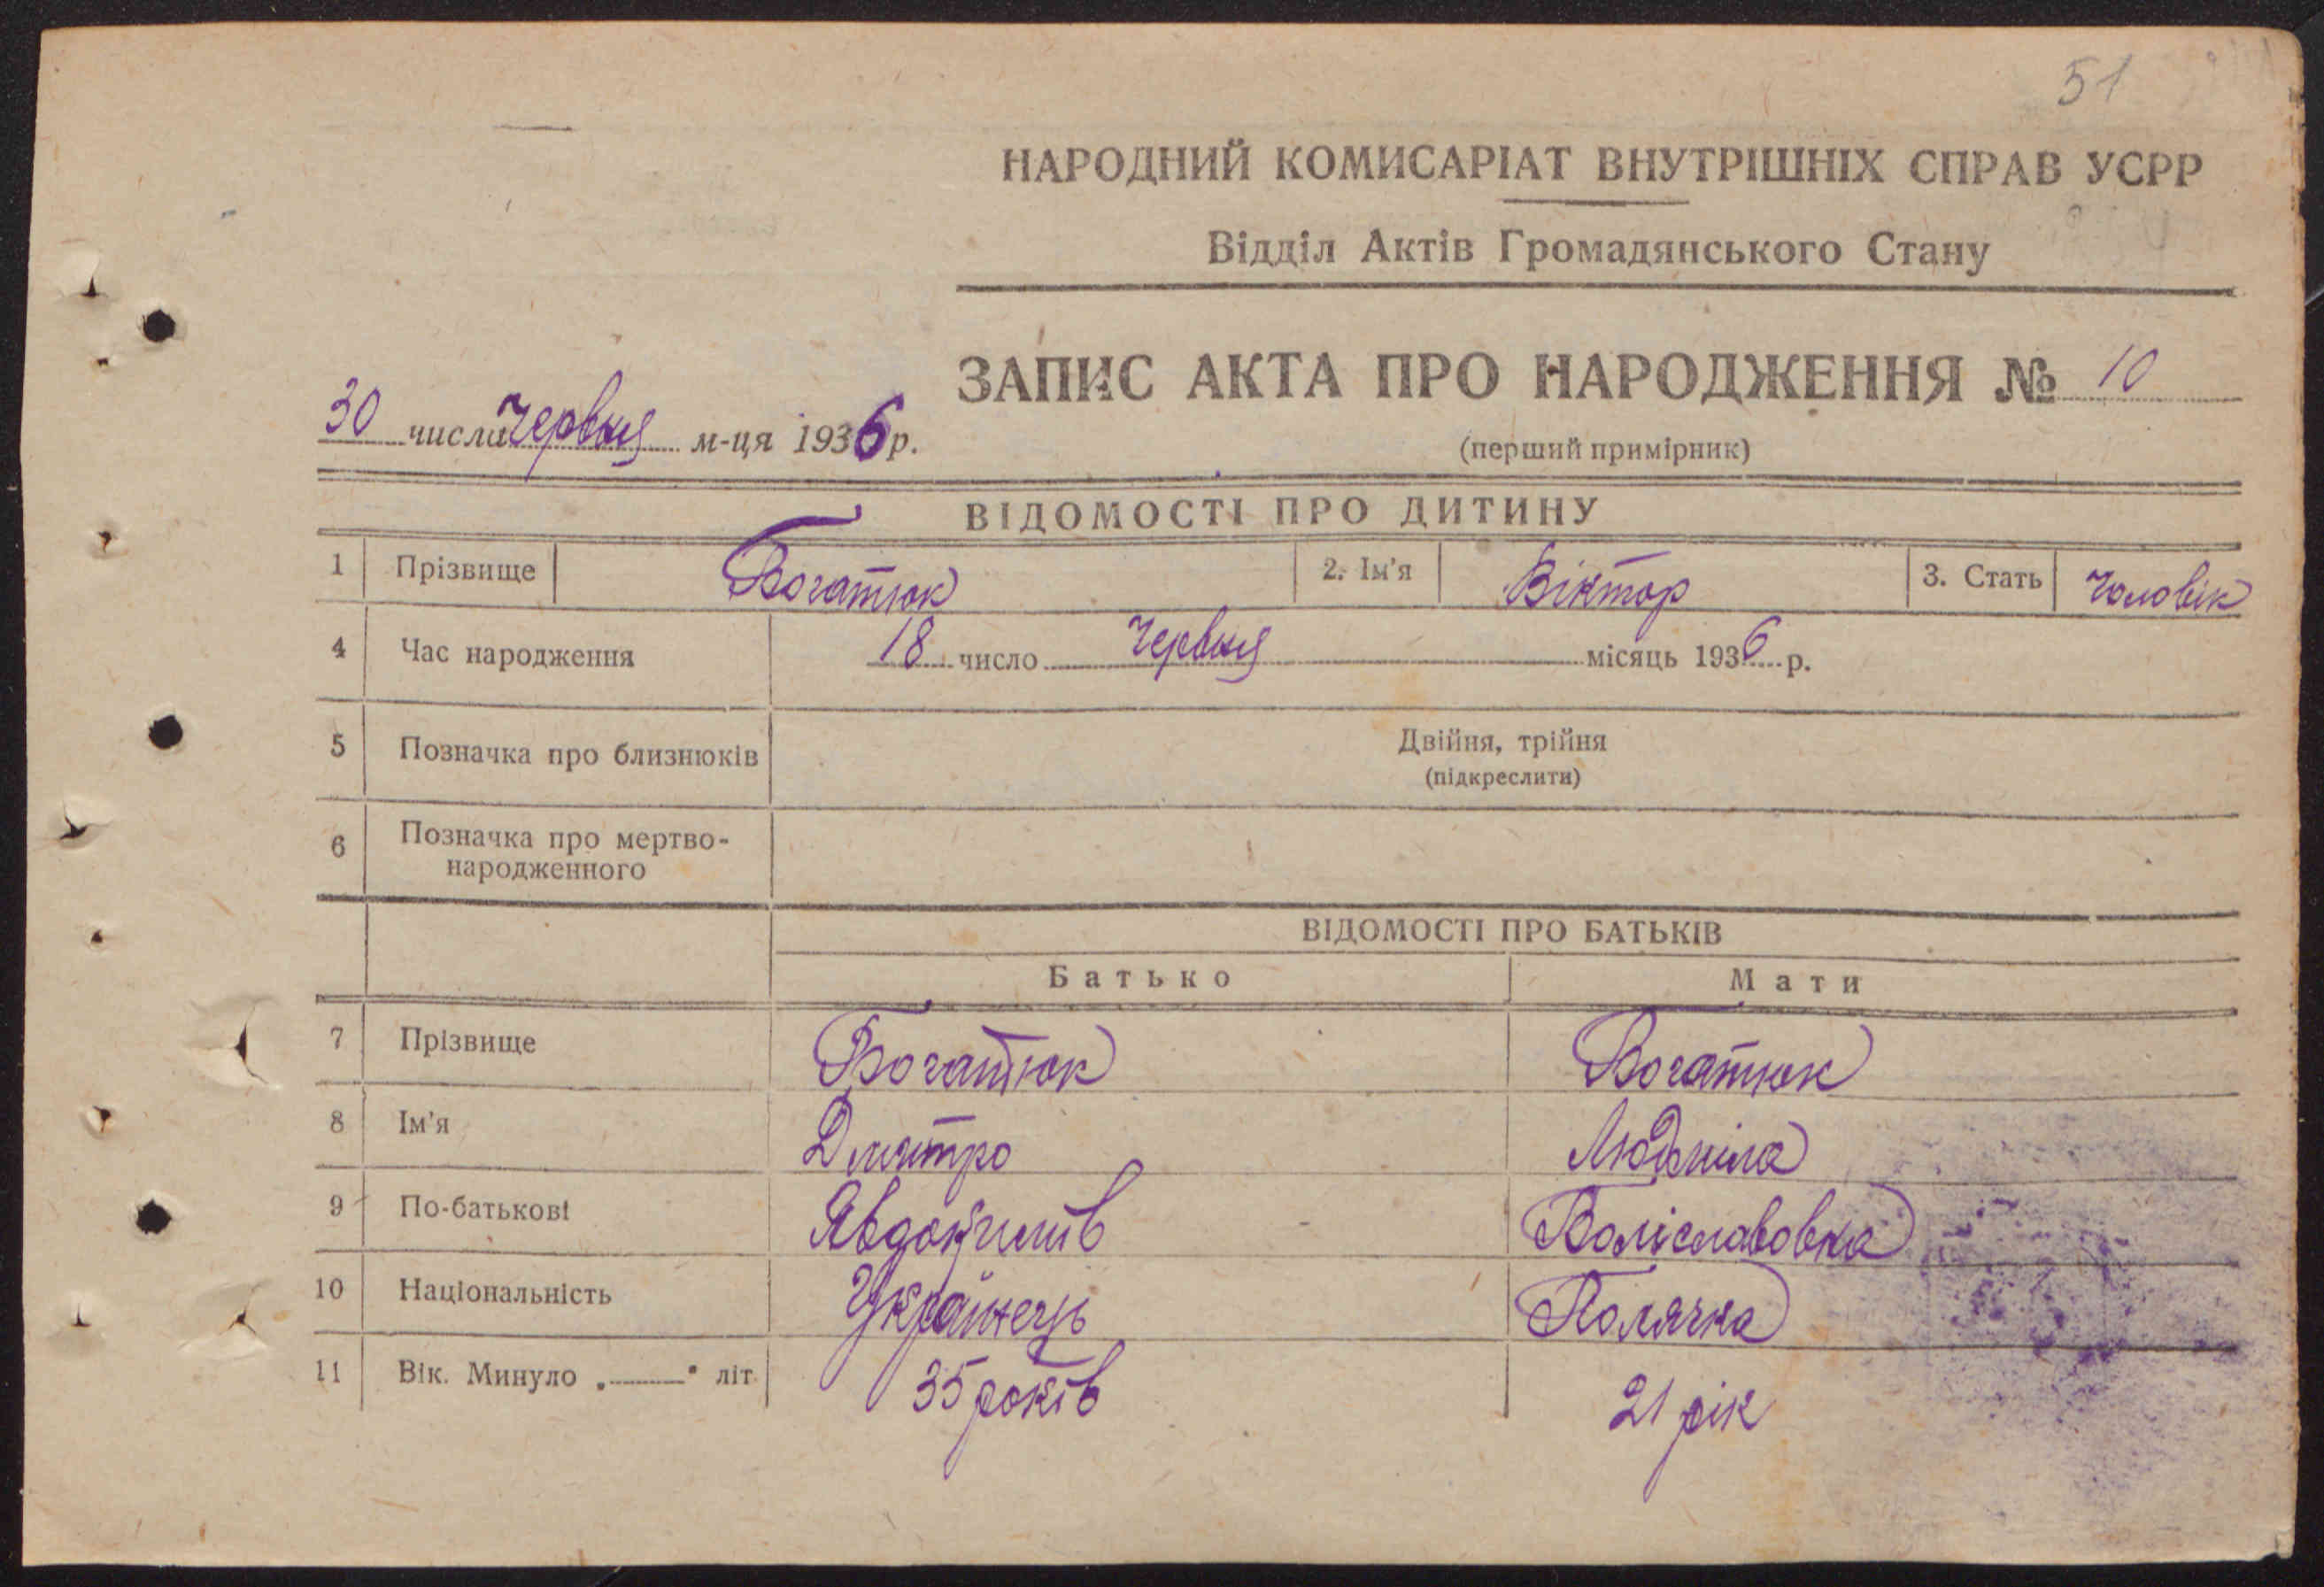 51
НАРОДНИЙ КОМИСАРІАТ ВНУТРІШНІХ СПРАВ УСРР
Відділ Актів Громадянського Стану
ЗАПИС АКТА ПРО НАРОДЖЕННЯ № 10
30 числа Червня м-ця 1936 р.
(перший примірник)
ВІДОМОСТІ ПРО ДИТИНУ
1 Прізвище Богатюк 2. Ім'я Віктор 3. Стать Чоловік
4 Час народження 18 число Червня місяць 1936 р.
5 Позначка про близнюків Двійня, трійня
(підкреслити)
6 Позначка про мертво-
народженного
ВІДОМОСТІ ПРО БАТЬКІВ
Батько Мати
7 Прізвище Богатюк Богатюк
8 Ім'я Дмитро Людміла
9 По-батькові ЯвдокимівБоліславовна
10 Національність Українець Полячка
11 Вік. Минуло „——" літ 35 років 21 рік